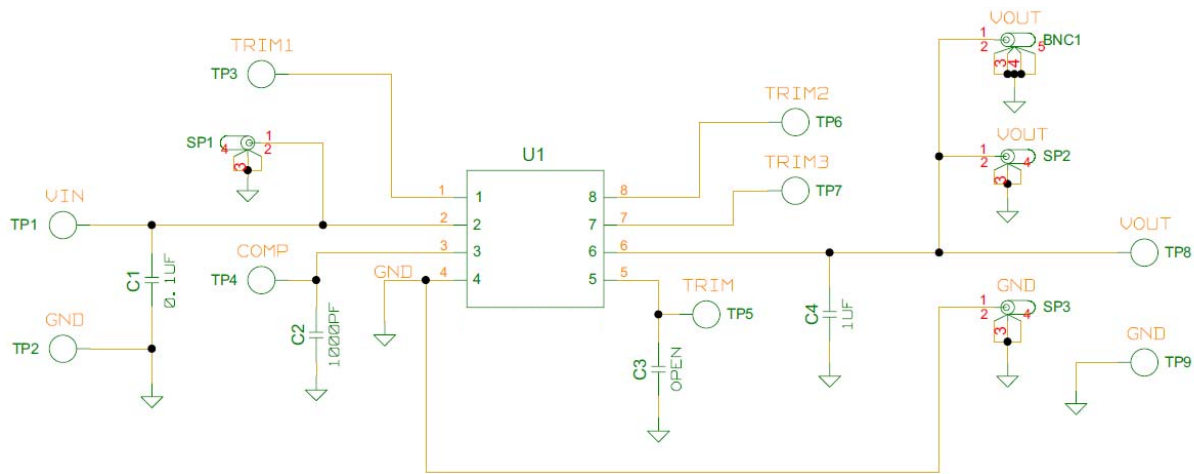 VOUT
1
2
BNC1
5
3
4
TRIM1
TP3
TRIM2
TP6
SP1
4
1
2
3
VOUT
1
2
SP2
4
3
U1
TRIM3
TP7
1 1
8 8
VIN
TP1
2 2
7 7
COMP
TP4
3 3
6 6
VOUT
TP8
GND
4 4
5 5
C1
0.1UF
TRIM
TP5
C4
1UF
GND
1
2
SP3
4
3
GND
TP2
C2
1000PF
C3
OPEN
GND
TP9